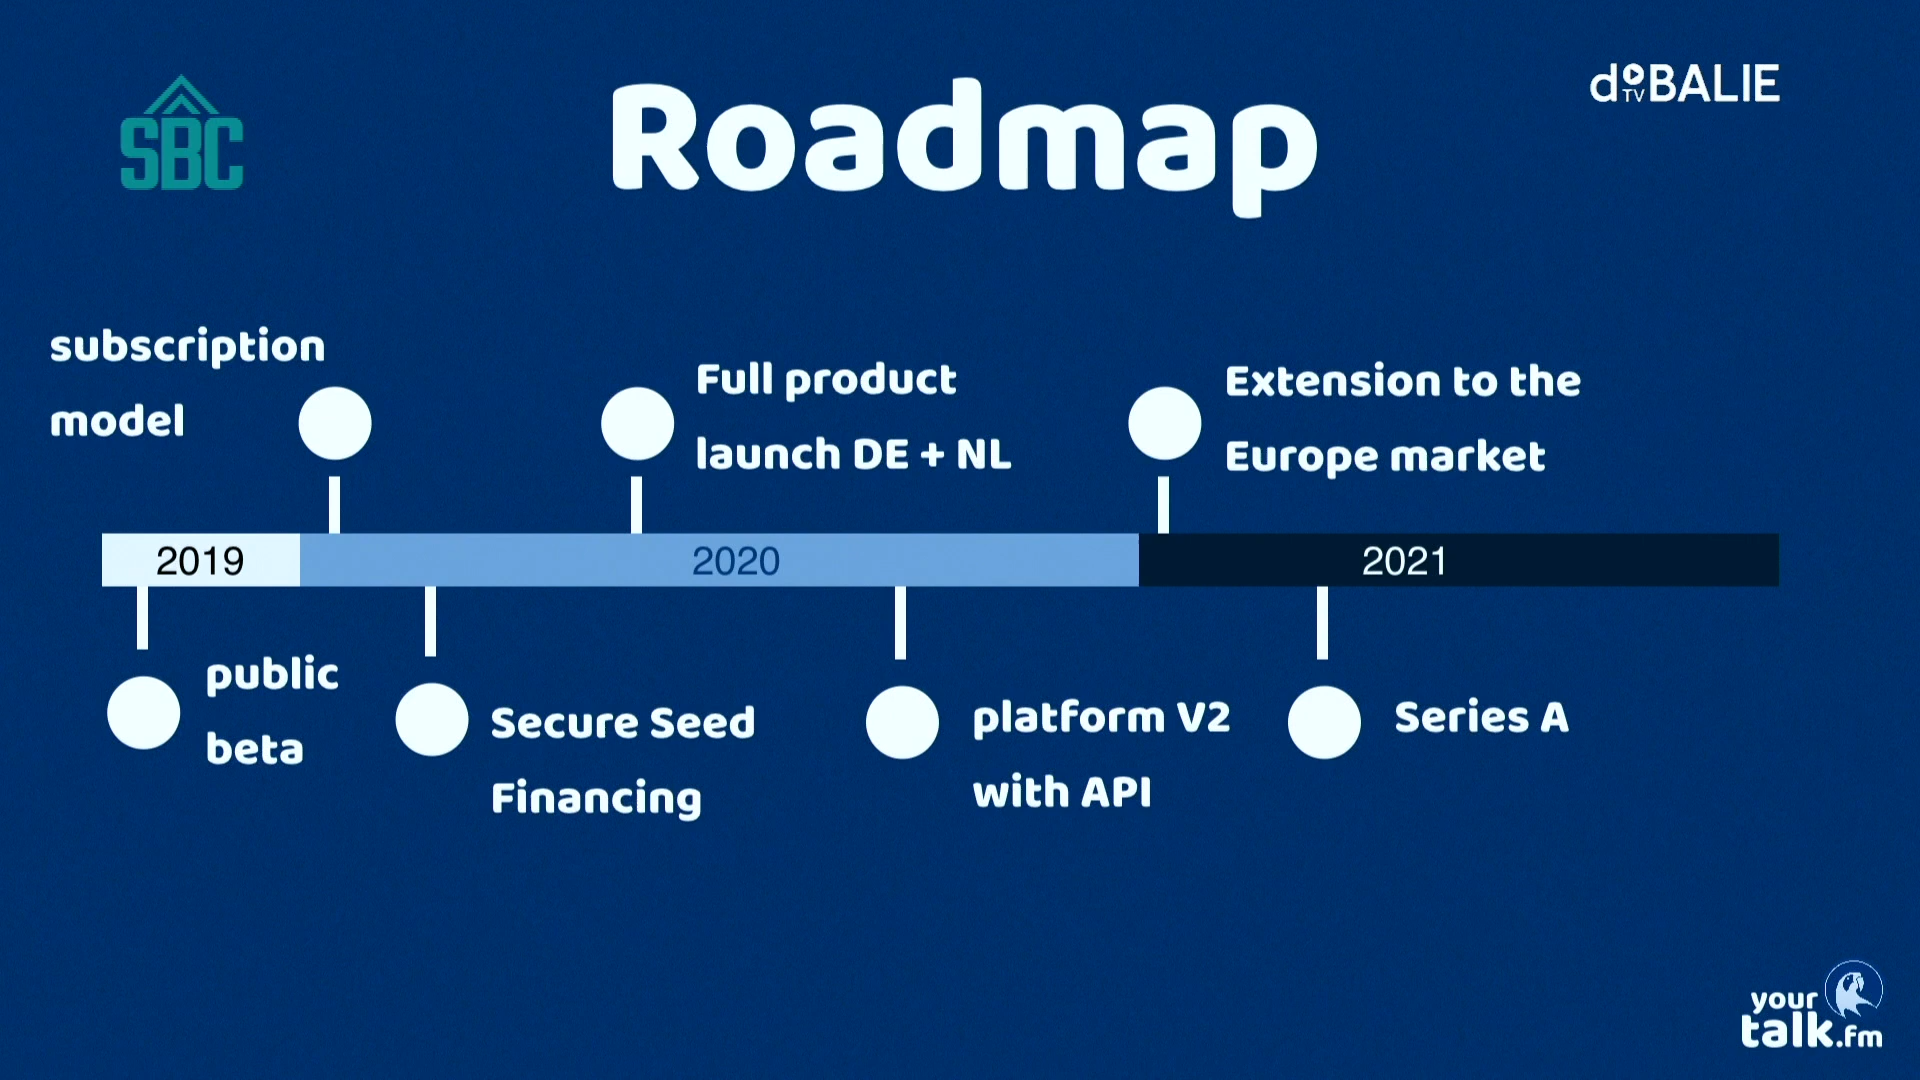 SBC
Roadmap
doBALIE
TV
subscription
model
Full product
launch DE + NL
Extension to the
Europe market
2019
2020
2021
public
beta
Secure Seed
Financing
platform V2
with API
Series A
your
talk.fm